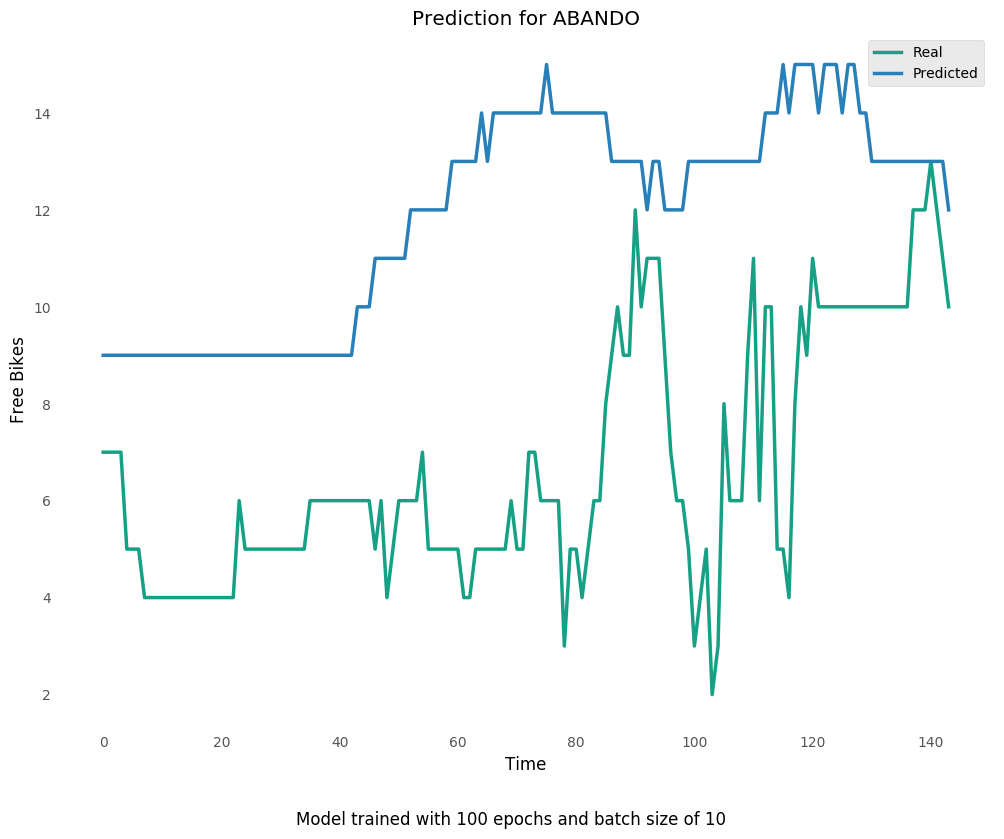 Prediction for ABANDO
Real
Predicted
14
12
10
8
6
4
2
Free Bikes
0 20 40 60 80 100 120 140
Time
Model trained with 100 epochs and batch size of 10